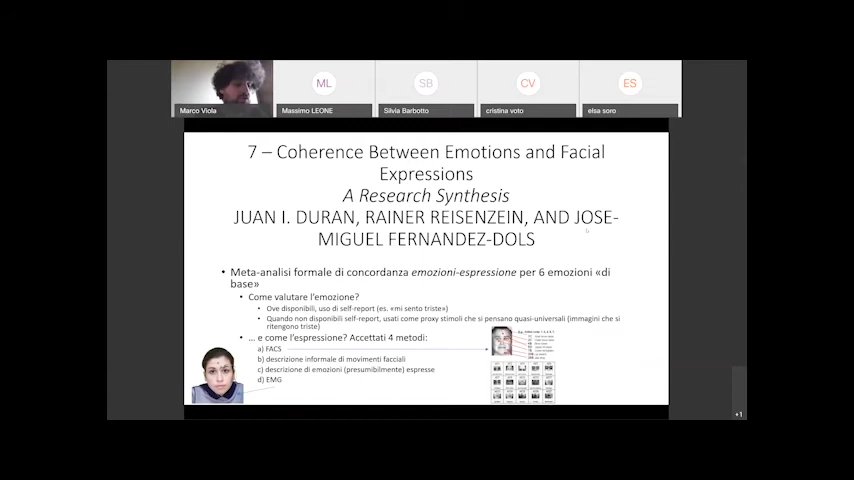 ML
SB
CV
ES
Marco Viola
Massimo LEONE
Silvia Barbotto
cristina voto
elsa soro
7 – Coherence Between Emotions and Facial
Expressions
A Research Synthesis
JUAN I. DURAN, RAINER REISENZEIN, AND JOSE-
MIGUEL FERNANDEZ-DOLS
• Meta-analisi formale di concordanza emozioni-espressione per 6 emozioni «di
base»
• Come valutare l'emozione?
• Ove disponibili, uso di self-report (es. «mi sento triste»)
• Quando non disponibili self-report, usati come proxy stimoli che si pensano quasi-universali (immagini che si
ritengono triste)
• … e come l'espressione? Accettati 4 metodi:
a) FACS
b) descrizione informale di movimenti facciali
c) descrizione di emozioni (presumibilmente) espresse
d) EMG
+1